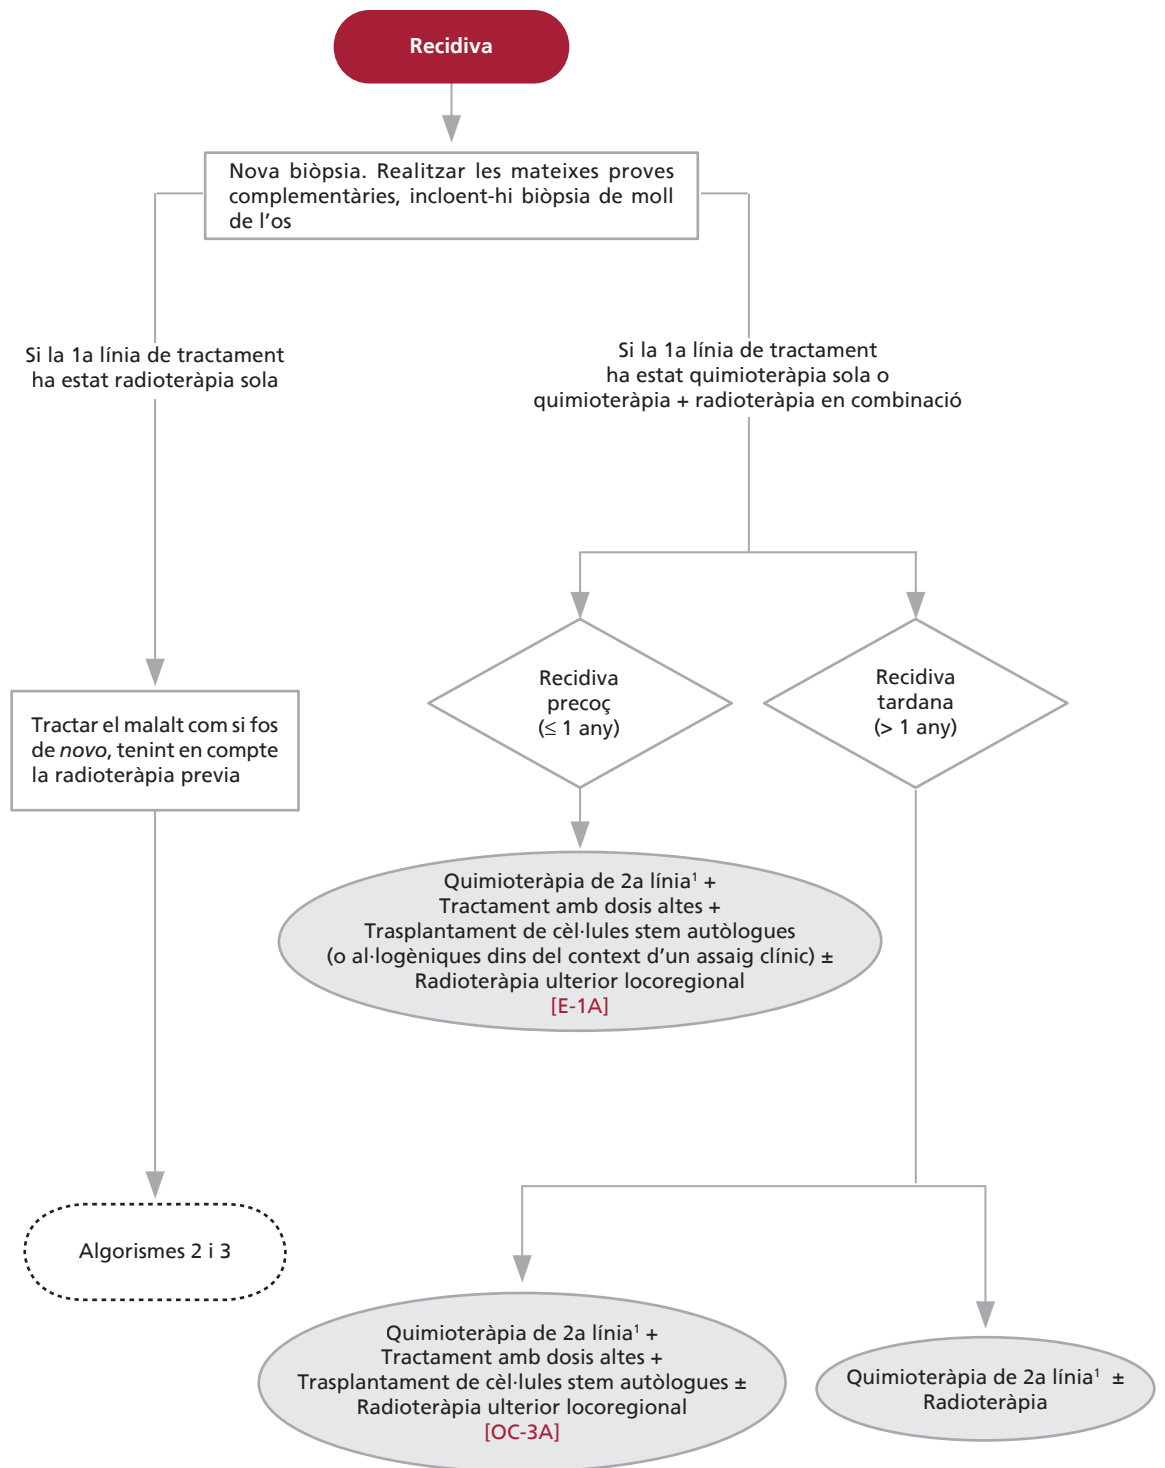 Recidiva
Nova biòpsia. Realitzar les mateixes proves
complementàries, incloent-hi biòpsia de moll
de l'os
Si la 1a línia de tractament
ha estat radioteràpia sola
Si la 1a línia de tractament
ha estat quimioteràpia sola o
quimioteràpia + radioteràpia en combinació
Tractar el malalt com si fos
de novo, tenint en compte
la radioteràpia previa
Recidiva
precoç
(≤ 1 any)
Recidiva
tardana
(> 1 any)
Quimioteràpia de 2a línia¹ +
Tractament amb dosis altes +
Trasplantament de cèl·lules stem autòlogues
(o al·logèniques dins del context d'un assaig clínic) ±
Radioteràpia ulterior locoregional
[E-1A]
Algorismes 2 i 3
Quimioteràpia de 2a línia¹ +
Tractament amb dosis altes +
Trasplantament de cèl·lules stem autòlogues ±
Radioteràpia ulterior locoregional
[OC-3A]
Quimioteràpia de 2a línia¹ ±
Radioteràpia